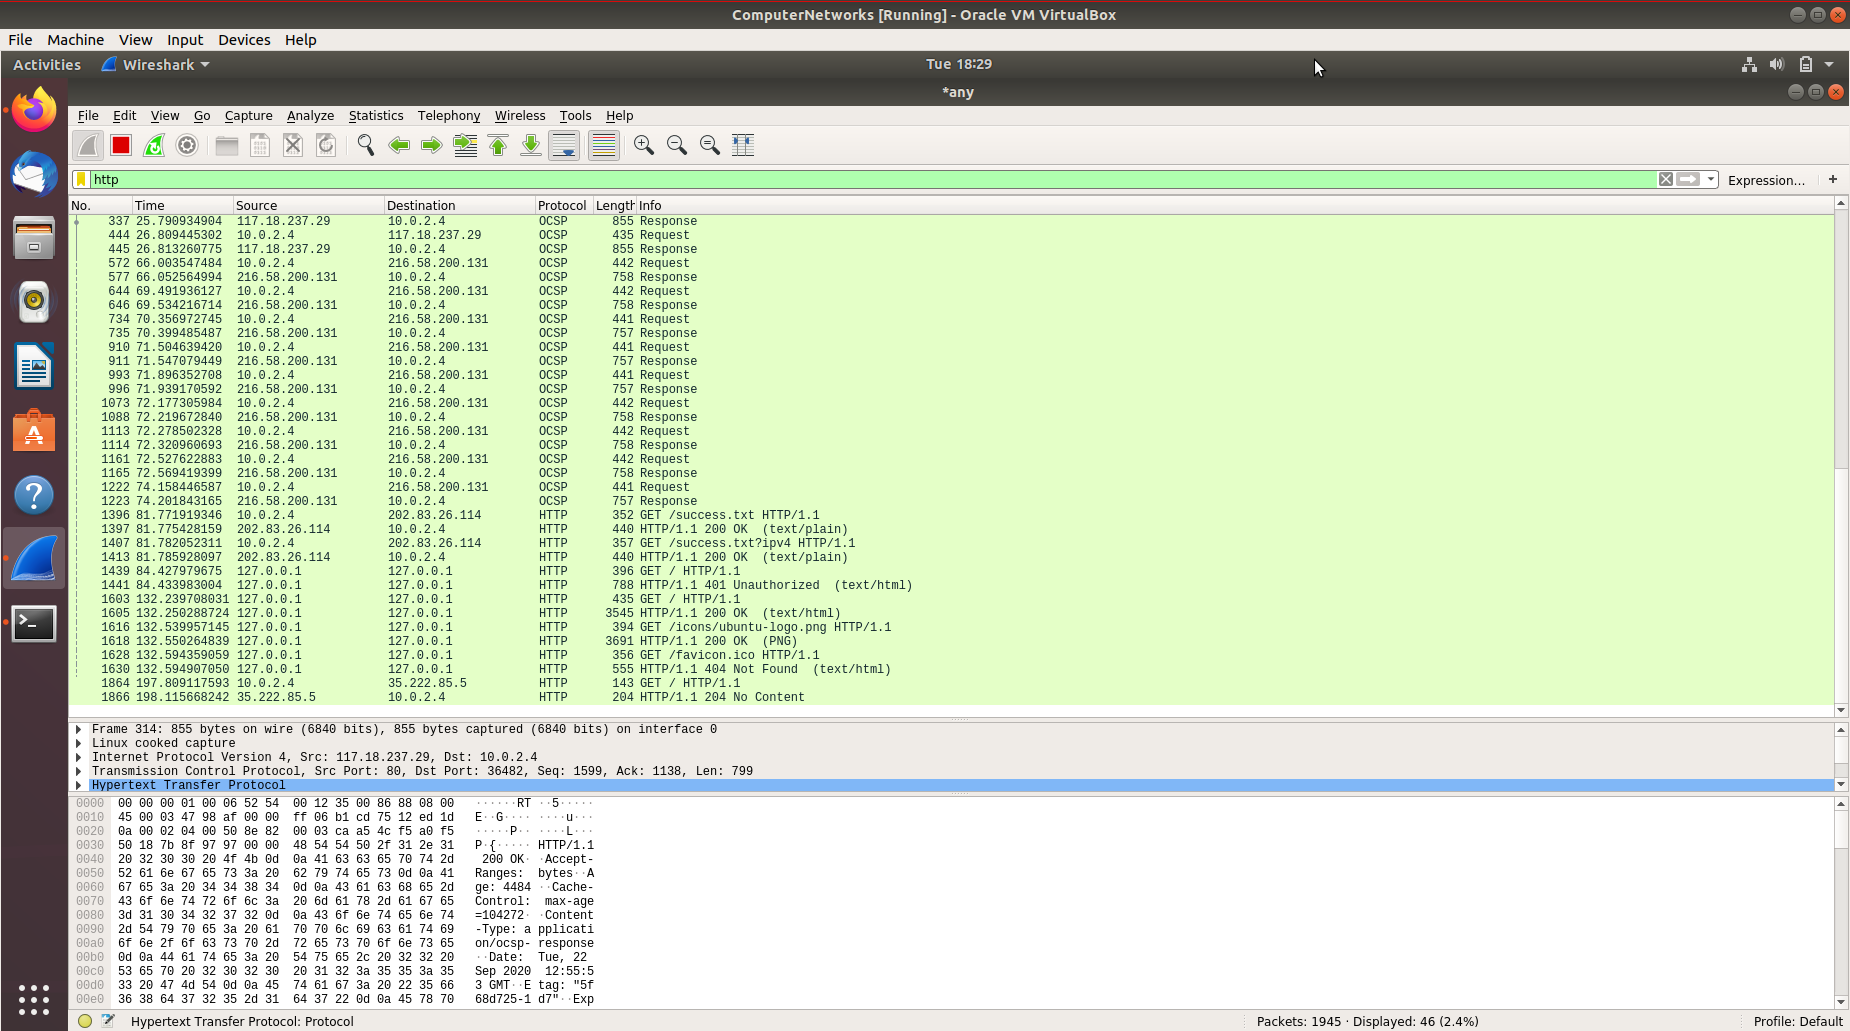 ComputerNetworks [Running] - Oracle VM VirtualBox
File Machine View Input Devices Help
Activities Wireshark Tue 18:29
*any
File Edit View Go Capture Analyze Statistics Telephony Wireless Tools Help
http Expression... +
No. Time Source Destination Protocol Length Info
337 25.790934904 117.18.237.29 10.0.2.4 OCSP 855 Response
444 26.809445302 10.0.2.4 117.18.237.29 OCSP 435 Request
445 26.813260775 117.18.237.29 10.0.2.4 OCSP 855 Response
572 66.003547484 10.0.2.4 216.58.200.131 OCSP 442 Request
577 66.052564994 216.58.200.131 10.0.2.4 OCSP 758 Response
644 69.491936127 10.0.2.4 216.58.200.131 OCSP 442 Request
646 69.534216714 216.58.200.131 10.0.2.4 OCSP 758 Response
734 70.356972745 10.0.2.4 216.58.200.131 OCSP 441 Request
735 70.399485487 216.58.200.131 10.0.2.4 OCSP 757 Response
910 71.504639420 10.0.2.4 216.58.200.131 OCSP 441 Request
911 71.547079449 216.58.200.131 10.0.2.4 OCSP 757 Response
993 71.896352708 10.0.2.4 216.58.200.131 OCSP 441 Request
996 71.939170592 216.58.200.131 10.0.2.4 OCSP 757 Response
1073 72.177305984 10.0.2.4 216.58.200.131 OCSP 442 Request
1088 72.219672840 216.58.200.131 10.0.2.4 OCSP 758 Response
1113 72.278502328 10.0.2.4 216.58.200.131 OCSP 442 Request
1114 72.320960693 216.58.200.131 10.0.2.4 OCSP 758 Response
1161 72.527622883 10.0.2.4 216.58.200.131 OCSP 442 Request
1165 72.569419399 216.58.200.131 10.0.2.4 OCSP 758 Response
1222 74.158446587 10.0.2.4 216.58.200.131 OCSP 441 Request
1223 74.201843165 216.58.200.131 10.0.2.4 OCSP 757 Response
1396 81.771919346 10.0.2.4 202.83.26.114 HTTP 352 GET /success.txt HTTP/1.1
1397 81.775428159 202.83.26.114 10.0.2.4 HTTP 440 HTTP/1.1 200 OK (text/plain)
1407 81.782052311 10.0.2.4 202.83.26.114 HTTP 357 GET /success.txt?ipv4 HTTP/1.1
1413 81.785928097 202.83.26.114 10.0.2.4 HTTP 440 HTTP/1.1 200 OK (text/plain)
1439 84.427979675 127.0.0.1 127.0.0.1 HTTP 396 GET / HTTP/1.1
1441 84.433983004 127.0.0.1 127.0.0.1 HTTP 788 HTTP/1.1 401 Unauthorized (text/html)
1603 132.239708031 127.0.0.1 127.0.0.1 HTTP 435 GET / HTTP/1.1
1605 132.250288724 127.0.0.1 127.0.0.1 HTTP 3545 HTTP/1.1 200 OK (text/html)
1616 132.539957145 127.0.0.1 127.0.0.1 HTTP 394 GET /icons/ubuntu-logo.png HTTP/1.1
1618 132.550264839 127.0.0.1 127.0.0.1 HTTP 3691 HTTP/1.1 200 OK (PNG)
1628 132.594359059 127.0.0.1 127.0.0.1 HTTP 356 GET /favicon.ico HTTP/1.1
1630 132.594907050 127.0.0.1 127.0.0.1 HTTP 555 HTTP/1.1 404 Not Found (text/html)
1864 197.809117593 10.0.2.4 35.222.85.5 HTTP 143 GET / HTTP/1.1
1866 198.115668242 35.222.85.5 10.0.2.4 HTTP 204 HTTP/1.1 204 No Content
Frame 314: 855 bytes on wire (6840 bits), 855 bytes captured (6840 bits) on interface 0
Linux cooked capture
Internet Protocol Version 4, Src: 117.18.237.29, Dst: 10.0.2.4
Transmission Control Protocol, Src Port: 80, Dst Port: 36482, Seq: 1599, Ack: 1138, Len: 799
Hypertext Transfer Protocol
0000 00 00 00 01 00 06 52 54 00 12 35 00 86 88 08 00 ······RT ··5·····
0010 45 00 03 47 98 af 00 00 ff 06 b1 cd 75 12 ed 1d E··G···· ····u···
0020 0a 00 02 04 00 50 8e 82 00 03 ca a5 4c f5 a0 f5 ·····P·· ····L···
0030 50 18 7b 8f 97 97 00 00 48 54 54 50 2f 31 2e 31 P·{····· HTTP/1.1
0040 20 32 30 30 20 4f 4b 0d 0a 41 63 63 65 70 74 2d 200 OK· ·Accept-
0050 52 61 6e 67 65 73 3a 20 62 79 74 65 73 0d 0a 41 Ranges: bytes··A
0060 67 65 3a 20 34 34 38 34 0d 0a 43 61 63 68 65 2d ge: 4484 ··Cache-
0070 43 6f 6e 74 72 6f 6c 3a 20 6d 61 78 2d 61 67 65 Control: max-age
0080 3d 31 30 34 32 37 32 0d 0a 43 6f 6e 74 65 6e 74 =104272· ·Content
0090 2d 54 79 70 65 3a 20 61 70 70 6c 69 63 61 74 69 -Type: a pplicati
00a0 6f 6e 2f 6f 63 73 70 2d 72 65 73 70 6f 6e 73 65 on/ocsp- response
00b0 0d 0a 44 61 74 65 3a 20 54 75 65 2c 20 32 32 20 ··Date: Tue, 22
00c0 53 65 70 20 32 30 32 30 20 31 32 3a 35 35 3a 35 Sep 2020 12:55:5
00d0 33 20 47 4d 54 0d 0a 45 74 61 67 3a 20 22 35 66 3 GMT··E tag: "5f
00e0 36 38 64 37 32 35 2d 31 64 37 22 0d 0a 45 78 70 68d725-1 d7"··Exp
Hypertext Transfer Protocol: Protocol Packets: 1945 · Displayed: 46 (2.4%) Profile: Default